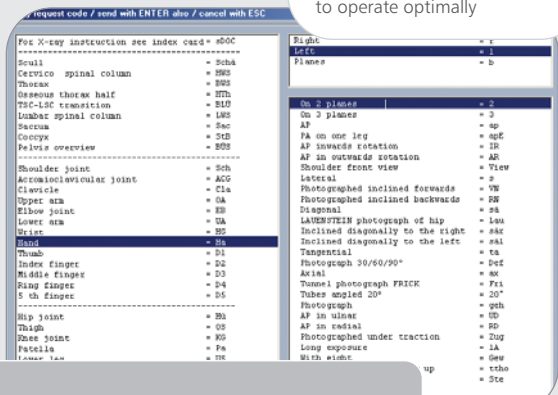 to operate optimally
request code / send with ENTER also / cancel with ESC
For X-ray instruction see index card= sDOC
Scull = Schä
Cervico spinal column = HWS
Thorax = BWS
Osseous thorax half = HTh
TSC-LSC transition = BLÜ
Lumbar spinal column = LWS
Sacrum = Sac
Coccyx = StB
Pelvis overview = BÜS
Shoulder joint = Sch
Acromioclavicular joint = ACG
Clavicle = Cla
Upper arm = OA
Elbow joint = EB
Lower arm = UA
Wrist = HG
Hand = Ha
Thumb = D1
Index finger = D2
Middle finger = D3
Ring finger = D4
5 th finger = D5
Hip joint = Hü
Thigh = OS
Knee joint = KG
Patella = Pa
Lower leg = US
Right = r
Left = l
Planes = b
On 2 planes = 2
On 3 planes = 3
AP = ap
PA on one leg = apE
AP inwards rotation = IR
AP in outwards rotation = AR
Shoulder front view = View
Lateral = s
Photographed inclined forwards = VN
Photographed inclined backwards = RN
Diagonal = sä
LAUENSTEIN photograph of hip = Lau
Inclined diagonally to the right = sär
Inclined diagonally to the left = säl
Tangential = ta
Photograph 30/60/90° = Def
Axial = ax
Tunnel photograph FRICK = Fri
Tubes angled 20° = 20°
Photograph = geh
AP in ulnar = UD
AP in radial = RD
Photographed under traction = Zug
Long exposure = lA
With eight = Gew
up = ttho
= Ste